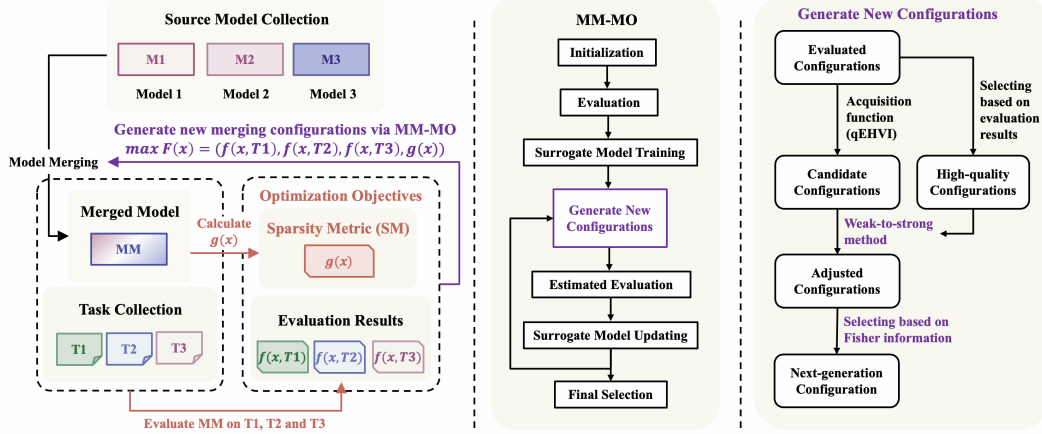 Source Model Collection
M1
M2
M3
Model 1
Model 2
Model 3
Generate new merging configurations via MM-MO
max F(x) = (f(x, T1), f(x, T2), f(x, T3), g(x))
Model Merging
Merged Model
MM
Calculate
g(x)
Optimization Objectives
Sparsity Metric (SM)
g(x)
Task Collection
T1
T2
T3
Evaluation Results
f(x, T1)
f(x, T2)
f(x, T3)
Evaluate MM on T1, T2 and T3
MM-MO
Initialization
Evaluation
Surrogate Model Training
Generate New
Configurations
Estimated Evaluation
Surrogate Model Updating
Final Selection
Generate New Configurations
Evaluated
Configurations
Acquisition
function
(qEHVI)
Selecting
based on
evaluation
results
Candidate
Configurations
High-quality
Configurations
Weak-to-strong
method
Adjusted
Configurations
Selecting based on
Fisher information
Next-generation
Configuration